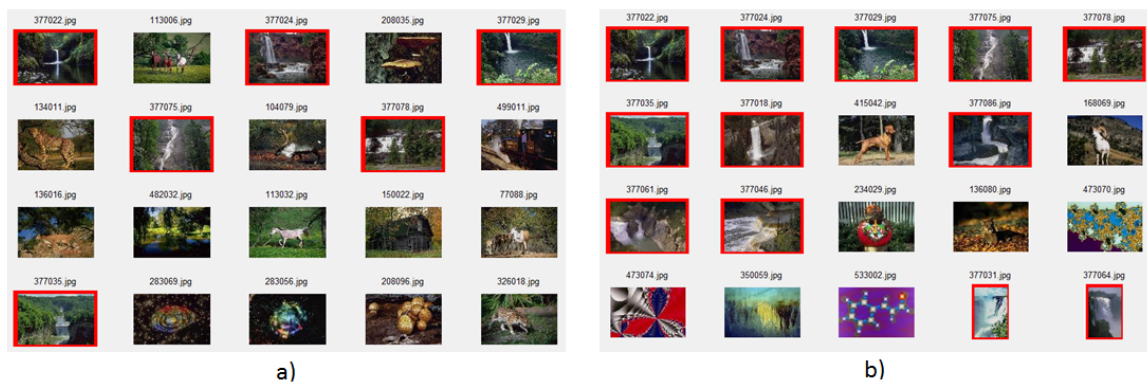 377022.jpg 113006.jpg 377024.jpg 208035.jpg 377029.jpg
134011.jpg 377075.jpg 104079.jpg 377078.jpg 499011.jpg
136016.jpg 482032.jpg 113032.jpg 150022.jpg 77088.jpg
377035.jpg 283069.jpg 283056.jpg 208096.jpg 326018.jpg
a)
377022.jpg 377024.jpg 377029.jpg 377075.jpg 377078.jpg
377035.jpg 377018.jpg 415042.jpg 377086.jpg 168069.jpg
377061.jpg 377046.jpg 234029.jpg 136080.jpg 473070.jpg
473074.jpg 350059.jpg 533002.jpg 377031.jpg 377064.jpg
b)